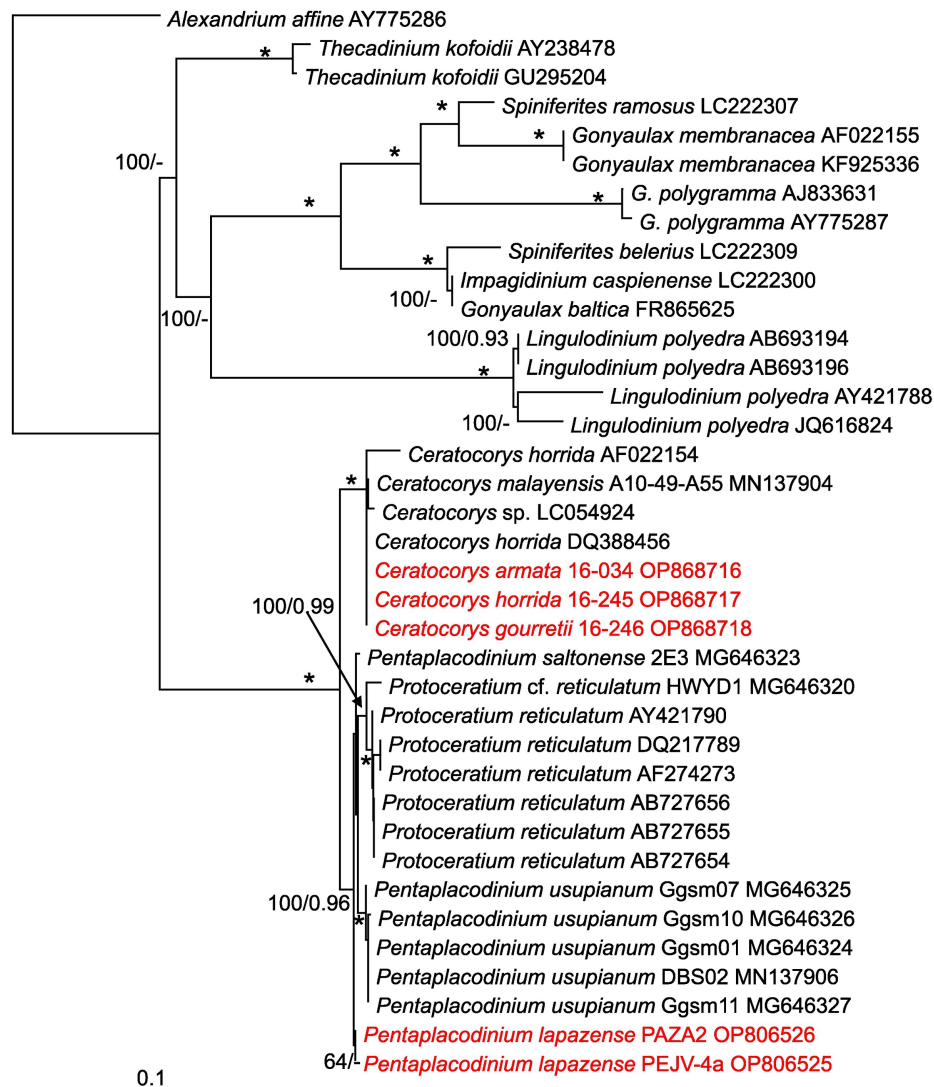 Alexandrium affine AY775286
* Thecadinium kofoidii AY238478
Thecadinium kofoidii GU295204
* Spiniferites ramosus LC222307
* Gonyaulax membranacea AF022155
100/- * Gonyaulax membranacea KF925336
* * G. polygramma AJ833631
G. polygramma AY775287
* Spiniferites belerius LC222309
100/- Impagidinium caspienense LC222300
100/- Gonyaulax baltica FR865625
100/0.93 Lingulodinium polyedra AB693194
* Lingulodinium polyedra AB693196
Lingulodinium polyedra AY421788
100/- Lingulodinium polyedra JQ616824
Ceratocorys horrida AF022154
* Ceratocorys malayensis A10-49-A55 MN137904
Ceratocorys sp. LC054924
Ceratocorys horrida DQ388456
Ceratocorys armata 16-034 OP868716
100/0.99 Ceratocorys horrida 16-245 OP868717
Ceratocorys gourretii 16-246 OP868718
Pentaplacodinium saltonense 2E3 MG646323
* Protoceratium cf. reticulatum HWYD1 MG646320
Protoceratium reticulatum AY421790
Protoceratium reticulatum DQ217789
* Protoceratium reticulatum AF274273
Protoceratium reticulatum AB727656
Protoceratium reticulatum AB727655
Protoceratium reticulatum AB727654
Pentaplacodinium usupianum Ggsm07 MG646325
100/0.96 * Pentaplacodinium usupianum Ggsm10 MG646326
Pentaplacodinium usupianum Ggsm01 MG646324
Pentaplacodinium usupianum DBS02 MN137906
Pentaplacodinium usupianum Ggsm11 MG646327
Pentaplacodinium lapazense PAZA2 OP806526
64/- Pentaplacodinium lapazense PEJV-4a OP806525
0.1